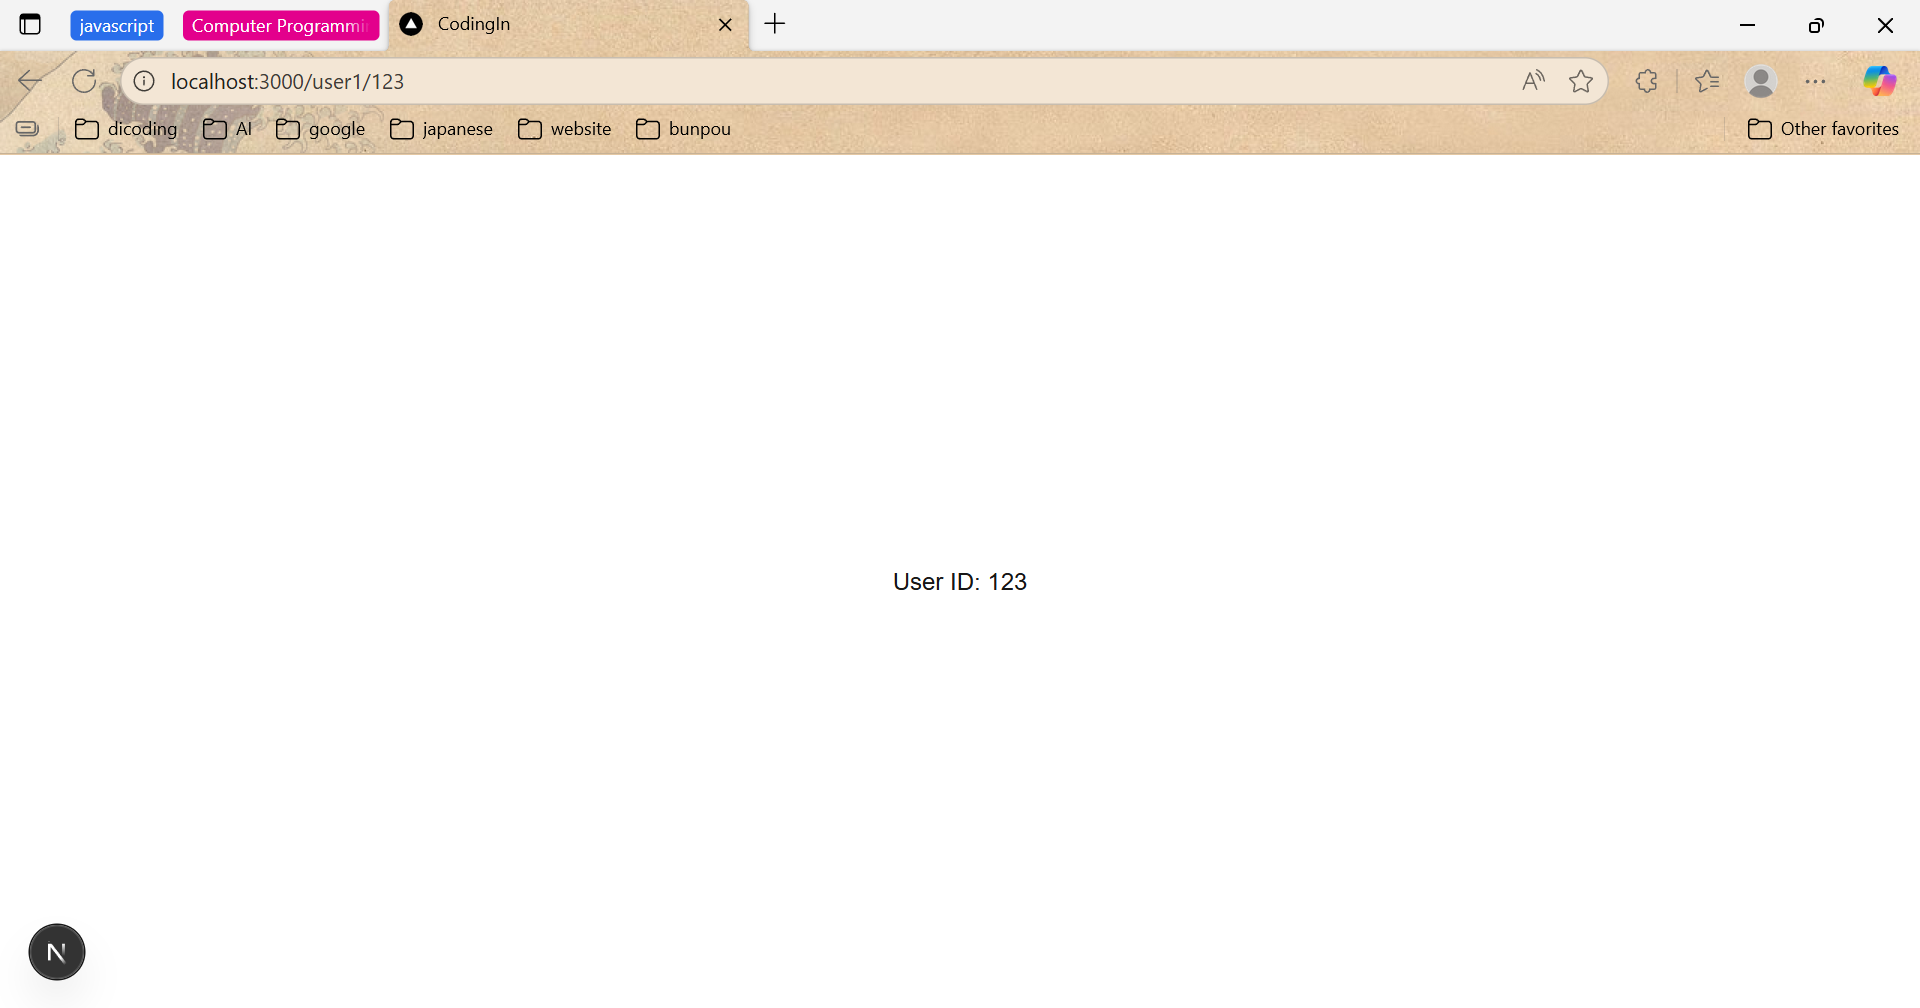 javascript
Computer Programmi
CodingIn
localhost:3000/user1/123
dicoding
AI
google
japanese
website
bunpou
Other favorites
User ID: 123
N